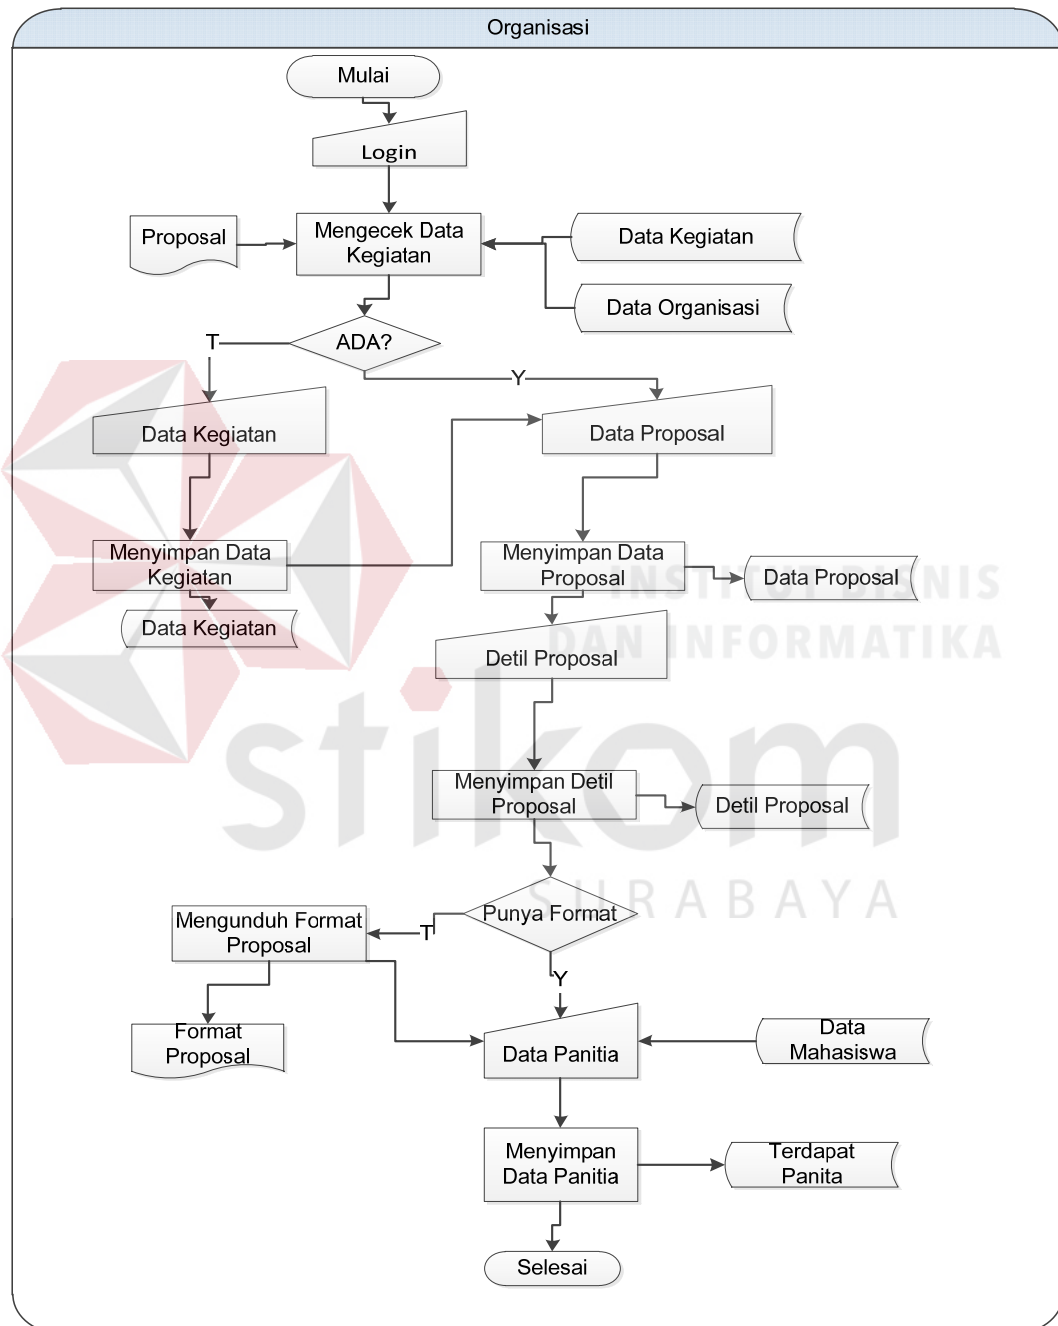 Organisasi
Mulai
Login
Proposal
Mengecek Data
Kegiatan
Data Kegiatan
Data Organisasi
ADA?
T
Y
Data Kegiatan
Data Proposal
Menyimpan Data
Kegiatan
Menyimpan Data
Proposal
Data Proposal
INSTITUT BISNIS
DAN INFORMATIKA
Data Kegiatan
Detil Proposal
stikom
Menyimpan Detil
Proposal
Detil Proposal
SURABAYA
Punya Format
Mengunduh Format
Proposal
T
Y
Format
Proposal
Data Panitia
Data
Mahasiswa
Menyimpan
Data Panitia
Terdapat
Panita
Selesai